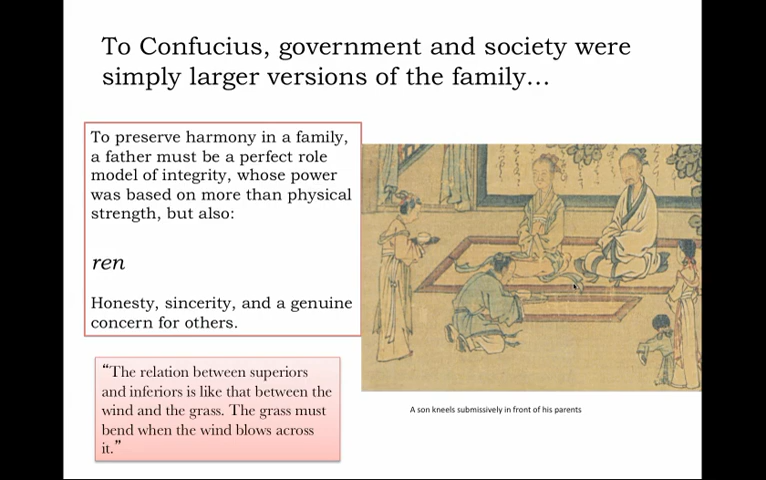 To Confucius, government and society were
simply larger versions of the family…
To preserve harmony in a family,
a father must be a perfect role
model of integrity, whose power
was based on more than physical
strength, but also:
ren
Honesty, sincerity, and a genuine
concern for others.
“The relation between superiors
and inferiors is like that between the
wind and the grass. The grass must
bend when the wind blows across
it.”
A son kneels submissively in front of his parents